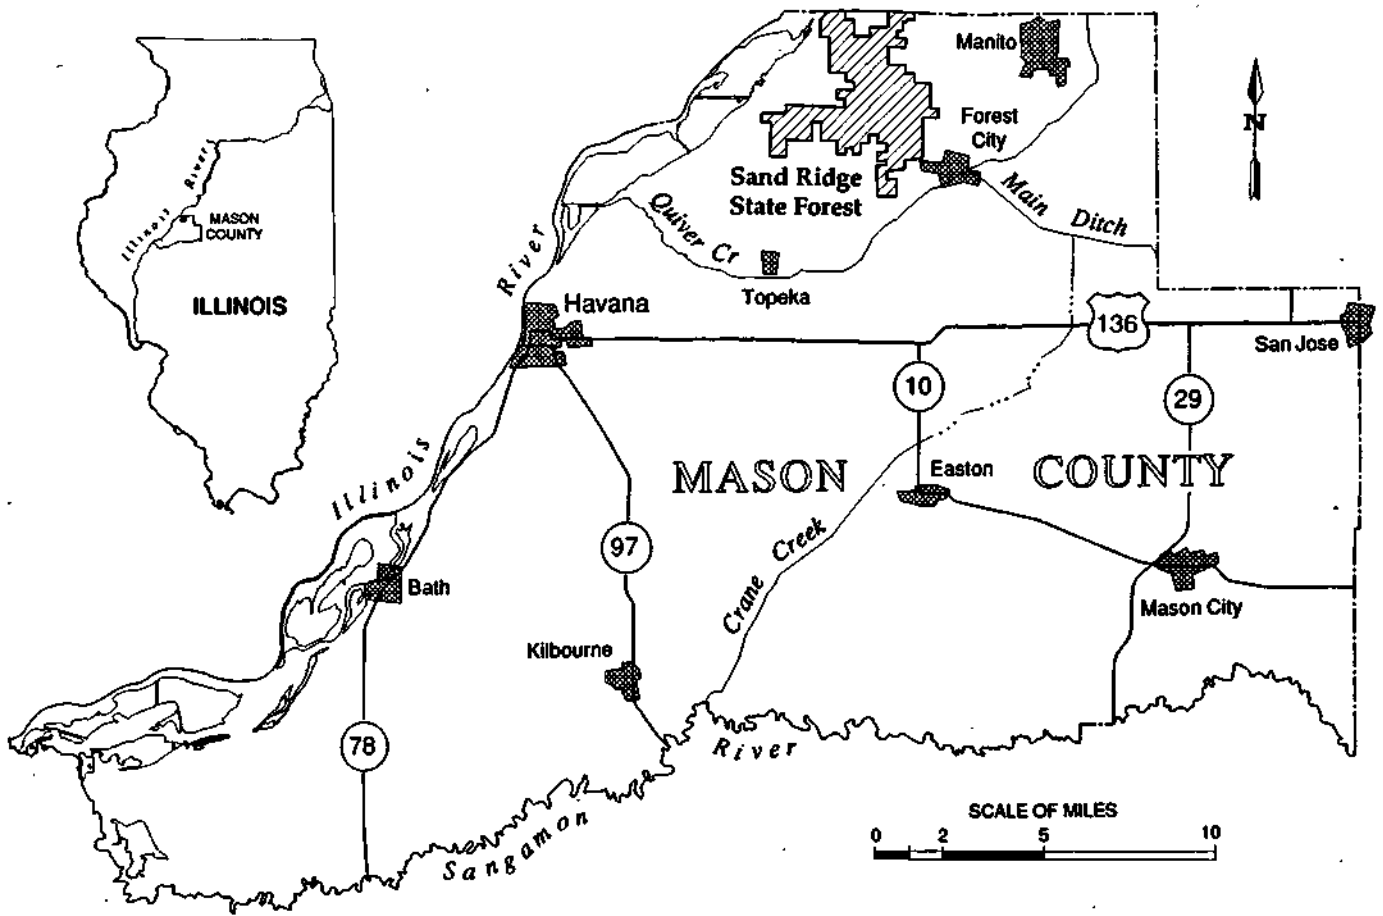 Manito
Forest
City
N
Sand Ridge
State Forest
Main Ditch
Quiver Cr
Topeka
Illinois River
MASON
COUNTY
ILLINOIS
Illinois River
Havana
136
San Jose
10
29
MASON COUNTY
Easton
97
Crane Creek
Bath
Mason City
Kilbourne
78
River
Sangamon
SCALE OF MILES
0 2 5 10